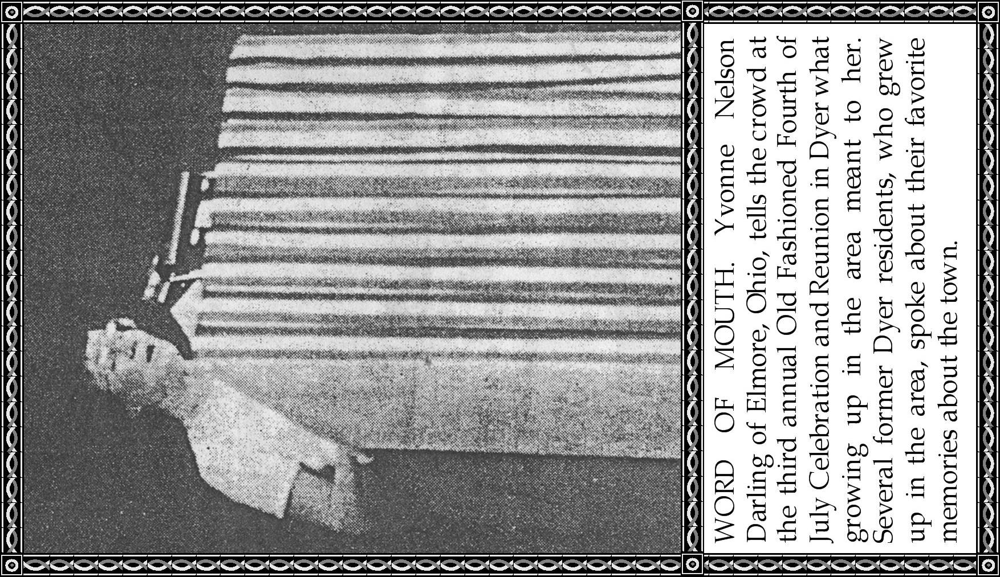 WORD OF MOUTH. Yvonne Nelson
Darling of Elmore, Ohio, tells the crowd at
the third annual Old Fashioned Fourth of
July Celebration and Reunion in Dyer what
growing up in the area meant to her.
Several former Dyer residents, who grew
up in the area, spoke about their favorite
memories about the town.